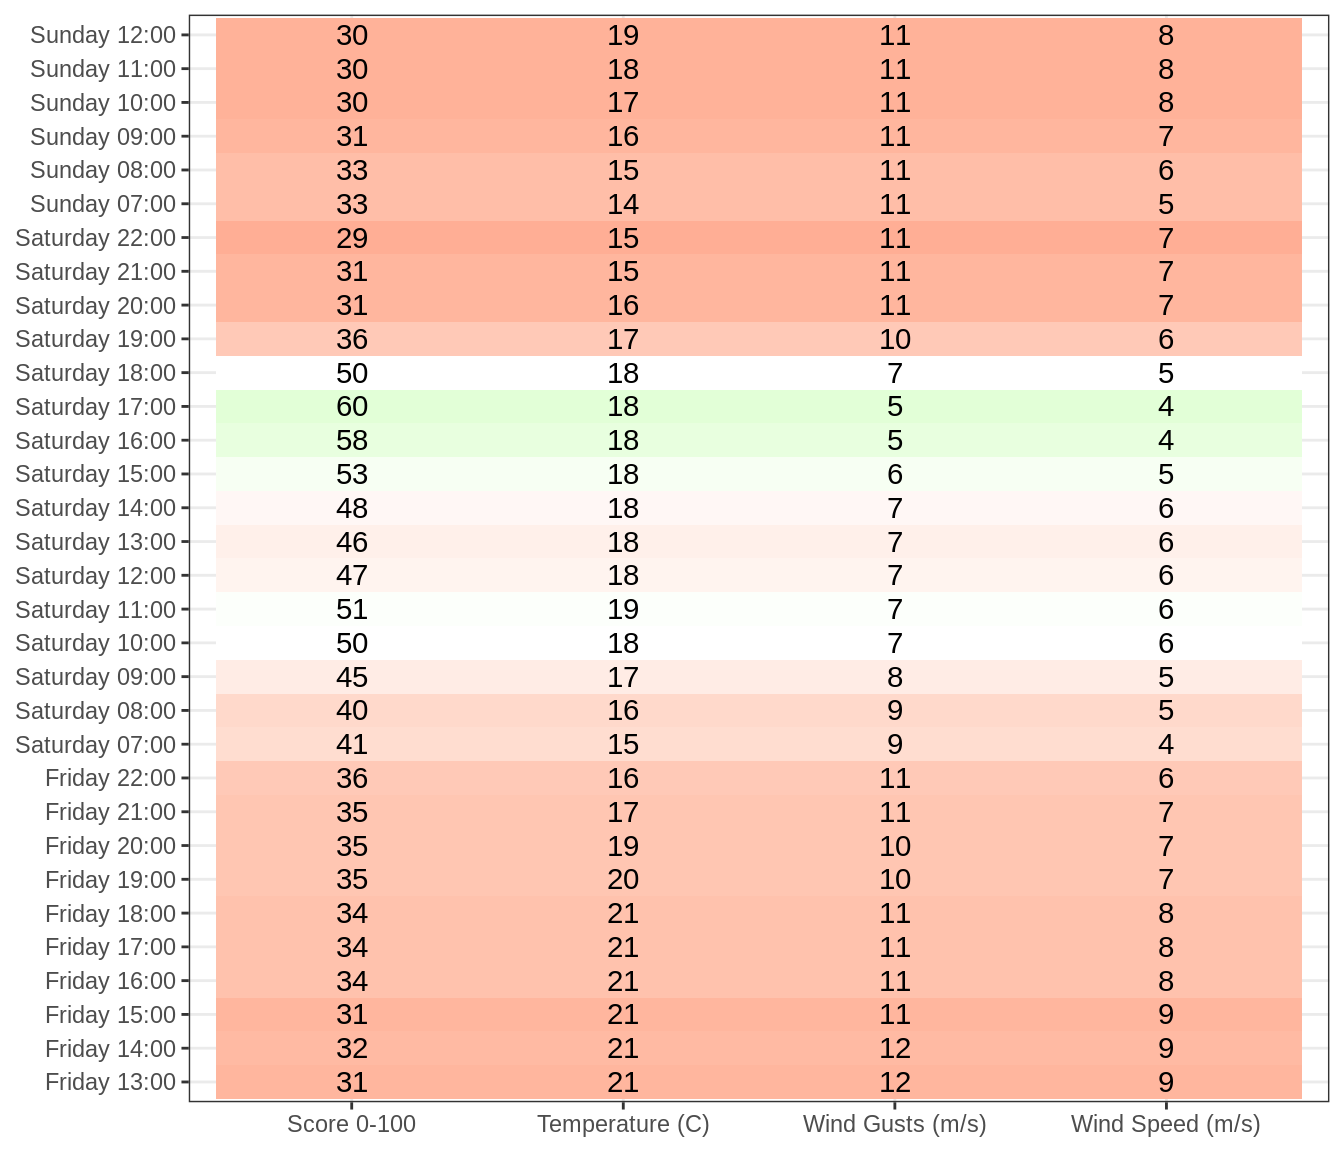 Sunday 12:00 30 19 11 8
Sunday 11:00 30 18 11 8
Sunday 10:00 30 17 11 8
Sunday 09:00 31 16 11 7
Sunday 08:00 33 15 11 6
Sunday 07:00 33 14 11 5
Saturday 22:00 29 15 11 7
Saturday 21:00 31 15 11 7
Saturday 20:00 31 16 11 7
Saturday 19:00 36 17 10 6
Saturday 18:00 50 18 7 5
Saturday 17:00 60 18 5 4
Saturday 16:00 58 18 5 4
Saturday 15:00 53 18 6 5
Saturday 14:00 48 18 7 6
Saturday 13:00 46 18 7 6
Saturday 12:00 47 18 7 6
Saturday 11:00 51 19 7 6
Saturday 10:00 50 18 7 6
Saturday 09:00 45 17 8 5
Saturday 08:00 40 16 9 5
Saturday 07:00 41 15 9 4
Friday 22:00 36 16 11 6
Friday 21:00 35 17 11 7
Friday 20:00 35 19 10 7
Friday 19:00 35 20 10 7
Friday 18:00 34 21 11 8
Friday 17:00 34 21 11 8
Friday 16:00 34 21 11 8
Friday 15:00 31 21 11 9
Friday 14:00 32 21 12 9
Friday 13:00 31 21 12 9
Score 0-100 Temperature (C) Wind Gusts (m/s) Wind Speed (m/s)